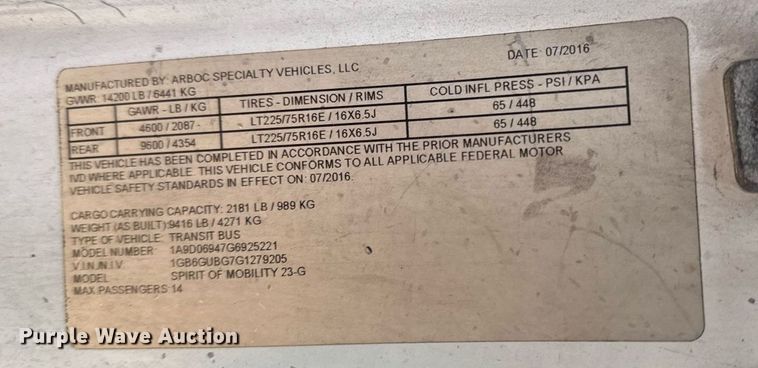 DATE: 07/2016
MANUFACTURED BY: ARBOC SPECIALTY VEHICLES, LLC
GVWR: 14200 LB / 6441 KG
GAWR - LB / KG TIRES - DIMENSION / RIMS COLD INFL PRESS - PSI / KPA
FRONT 4600 / 2087 LT225/75R16E / 16X6.5J 65 / 448
REAR 9600 / 4354 LT225/75R16E / 16X6.5J 65 / 448
THIS VEHICLE HAS BEEN COMPLETED IN ACCORDANCE WITH THE PRIOR MANUFACTURERS
IVD WHERE APPLICABLE. THIS VEHICLE CONFORMS TO ALL APPLICABLE FEDERAL MOTOR
VEHICLE SAFETY STANDARDS IN EFFECT ON: 07/2016.
CARGO CARRYING CAPACITY: 2181 LB / 989 KG
WEIGHT (AS BUILT): 9416 LB / 4271 KG
TYPE OF VEHICLE: TRANSIT BUS
MODEL NUMBER: 1A9D06947G6925221
V.I.N./N.I.V. 1GB6GUBG7G1279205
MODEL SPIRIT OF MOBILITY 23-G
MAX PASSENGERS 14
Purple Wave Auction